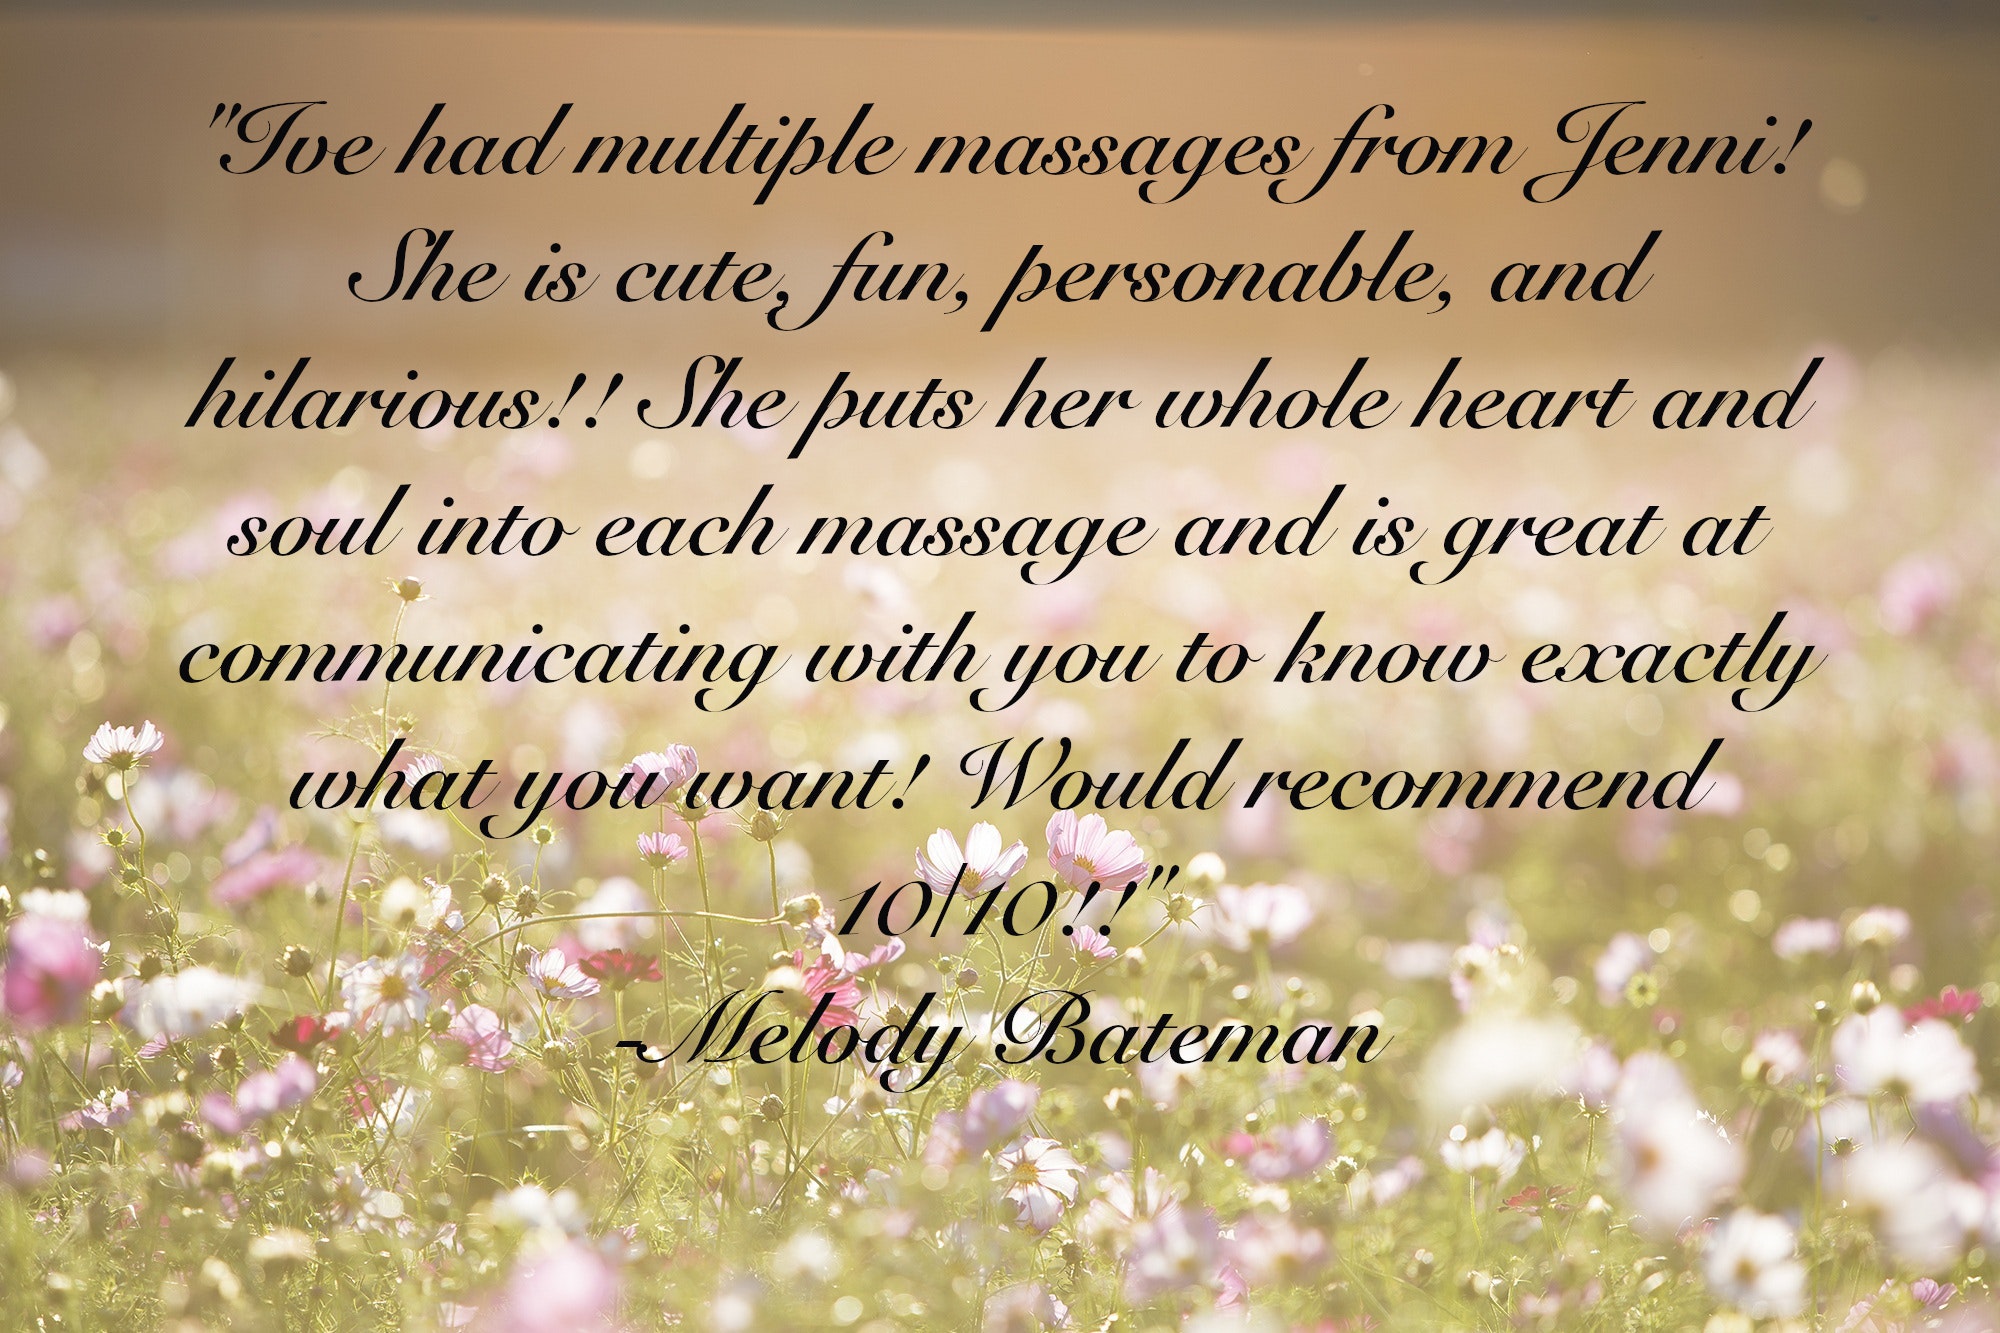 "Ive had multiple massages from Jenni!
She is cute, fun, personable, and
hilarious!! She puts her whole heart and
soul into each massage and is great at
communicating with you to know exactly
what you want! Would recommend
10/10!!"
-Melody Bateman